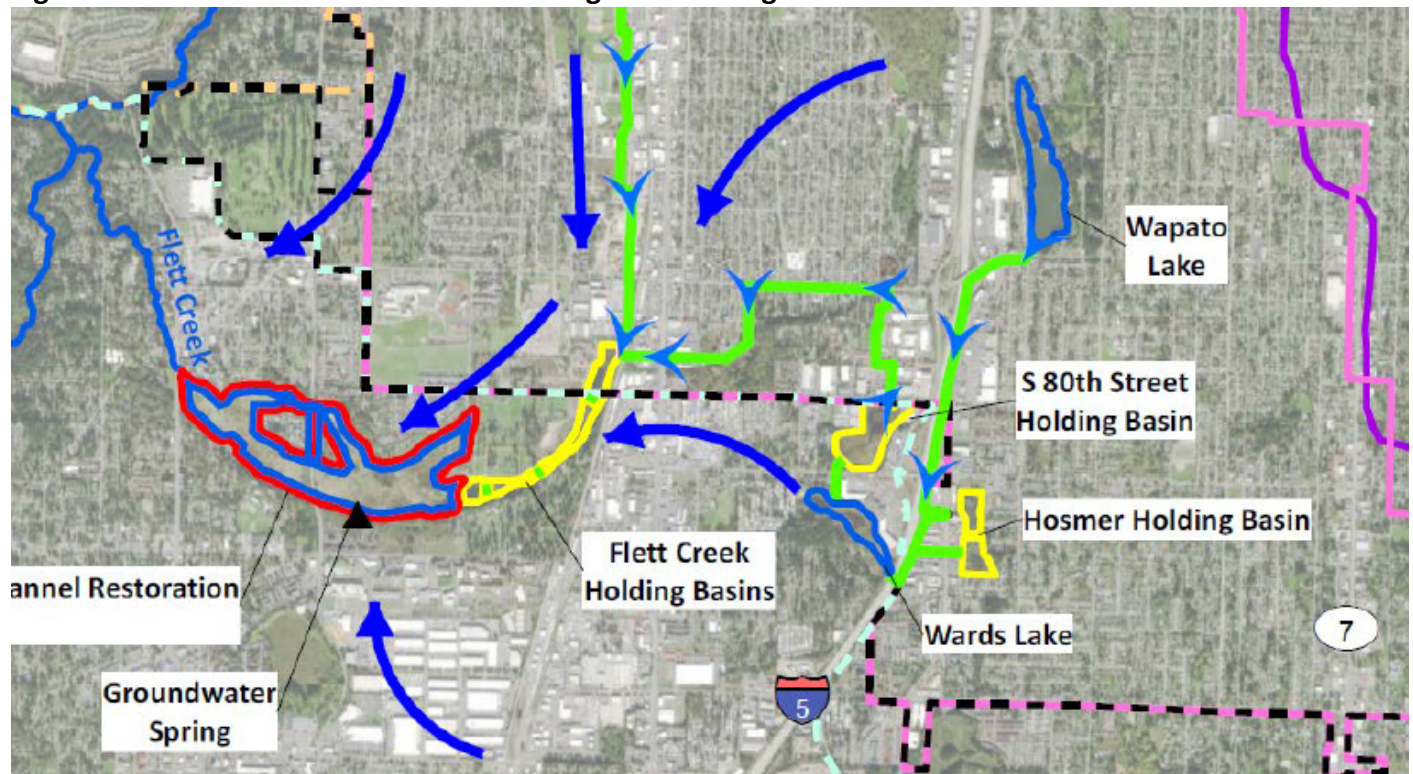 Flett Creek
Wapato
Lake
S 80th Street
Holding Basin
Hosmer Holding Basin
Flett Creek
Holding Basins
annel Restoration
Wards Lake
7
Groundwater
Spring
5